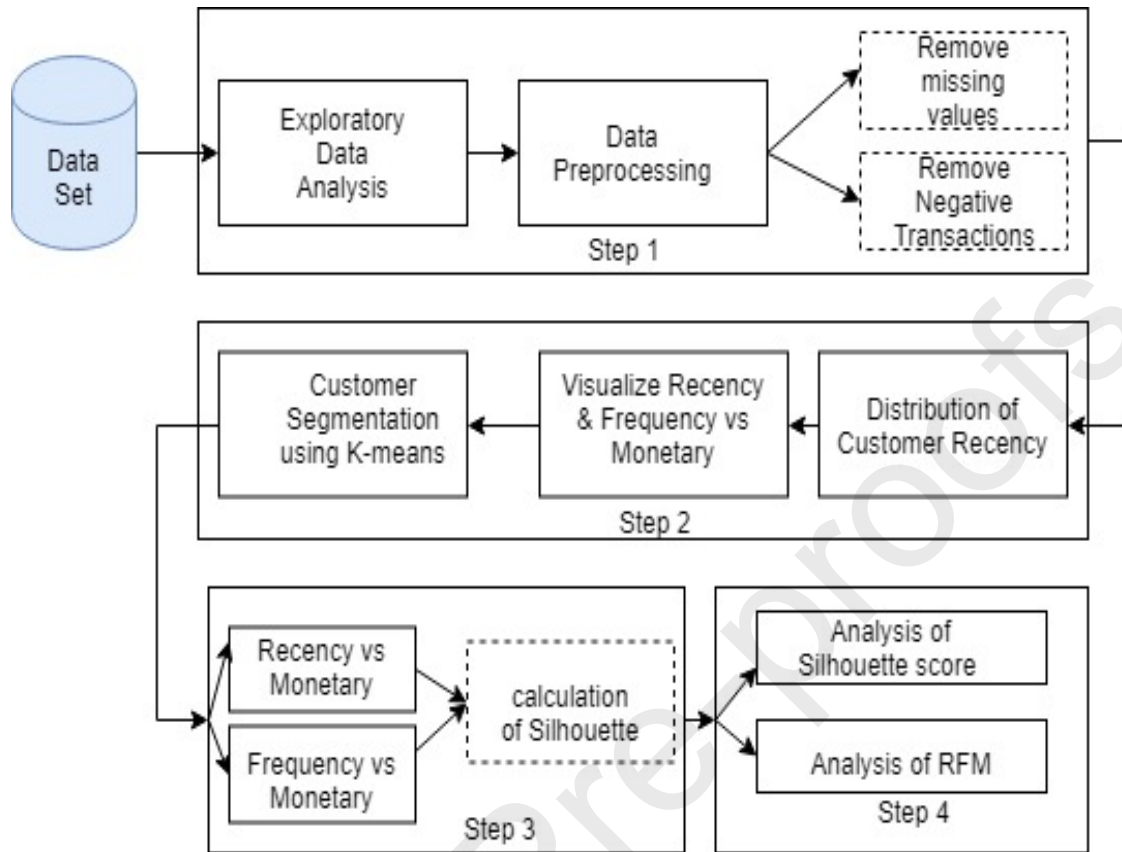 Data
Set
Exploratory
Data
Analysis
Data
Preprocessing
Remove
missing
values
Remove
Negative
Transactions
Step 1
Distribution of
Customer Recency
Visualize Recency
& Frequency vs
Monetary
Customer
Segmentation
using K-means
Step 2
Recency vs
Monetary
Frequency vs
Monetary
calculation
of Silhouette
Step 3
Analysis of
Silhouette score
Analysis of RFM
Step 4
Pre-proofs